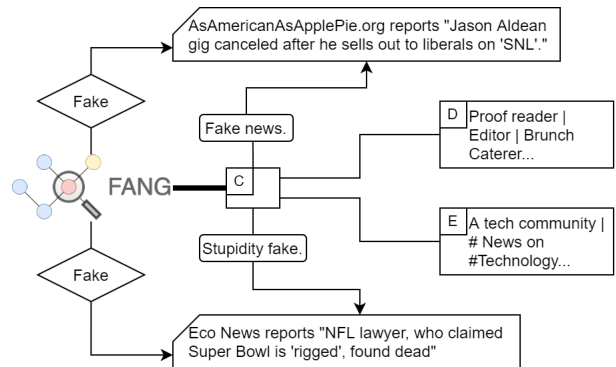 AsAmericanAsApplePie.org reports "Jason Aldean
gig canceled after he sells out to liberals on 'SNL'."
Fake
Fake news.
D
Proof reader |
Editor | Brunch
Caterer...
FANG
C
E
A tech community |
# News on
#Technology...
Stupidity fake.
Fake
Eco News reports "NFL lawyer, who claimed
Super Bowl is 'rigged', found dead"